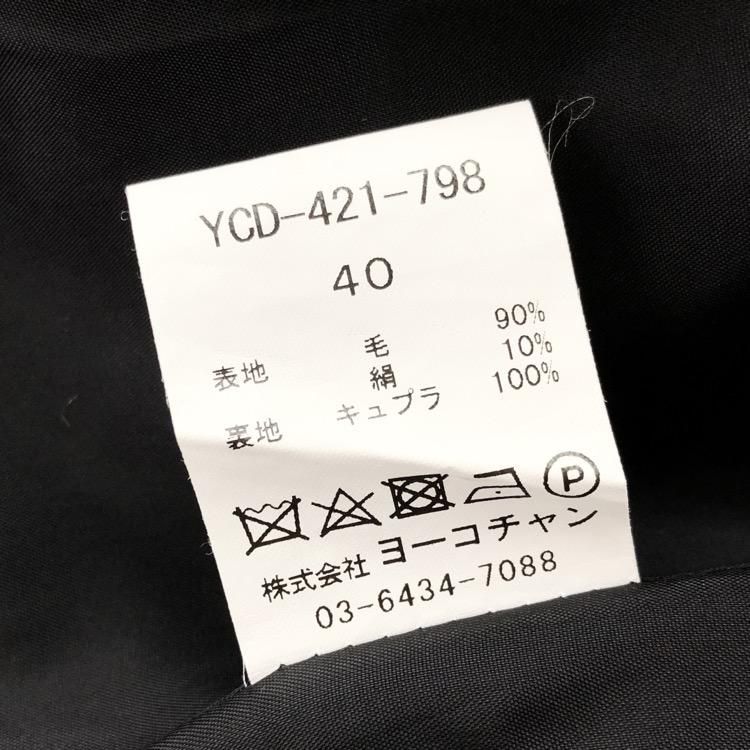 YCD-421-798
40
表地 毛 90%
絹 10%
裏地 キュプラ 100%
P
株式会社 ヨーコチャン
03-6434-7088